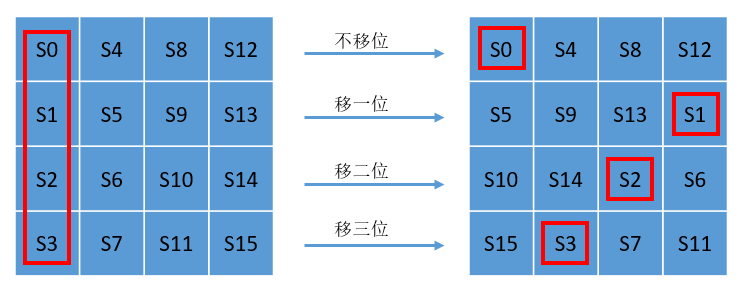 S0 S4 S8 S12 不移位 S0 S4 S8 S12
S1 S5 S9 S13 移一位 S5 S9 S13 S1
S2 S6 S10 S14 移二位 S10 S14 S2 S6
S3 S7 S11 S15 移三位 S15 S3 S7 S11